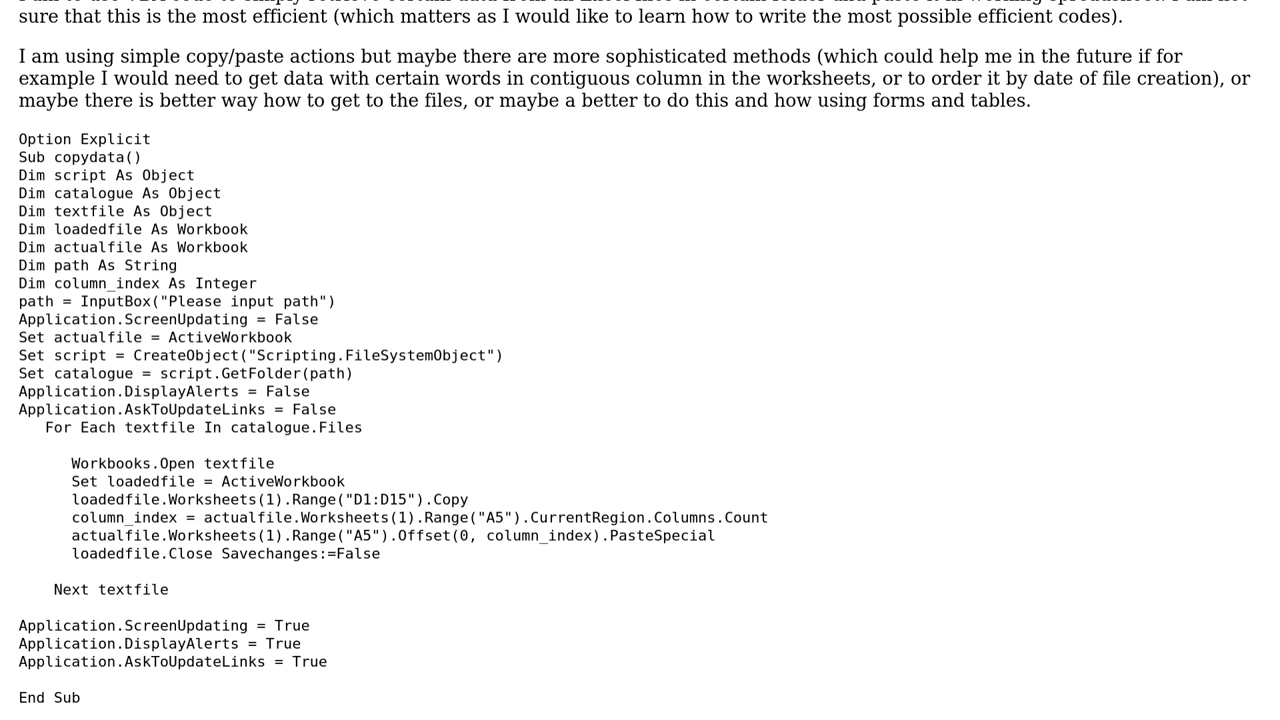 sure that this is the most efficient (which matters as I would like to learn how to write the most possible efficient codes).
I am using simple copy/paste actions but maybe there are more sophisticated methods (which could help me in the future if for
example I would need to get data with certain words in contiguous column in the worksheets, or to order it by date of file creation), or
maybe there is better way how to get to the files, or maybe a better to do this and how using forms and tables.
Option Explicit
Sub copydata()
Dim script As Object
Dim catalogue As Object
Dim textfile As Object
Dim loadedfile As Workbook
Dim actualfile As Workbook
Dim path As String
Dim column_index As Integer
path = InputBox("Please input path")
Application.ScreenUpdating = False
Set actualfile = ActiveWorkbook
Set script = CreateObject("Scripting.FileSystemObject")
Set catalogue = script.GetFolder(path)
Application.DisplayAlerts = False
Application.AskToUpdateLinks = False
   For Each textfile In catalogue.Files
      Workbooks.Open textfile
      Set loadedfile = ActiveWorkbook
      loadedfile.Worksheets(1).Range("D1:D15").Copy
      column_index = actualfile.Worksheets(1).Range("A5").CurrentRegion.Columns.Count
      actualfile.Worksheets(1).Range("A5").Offset(0, column_index).PasteSpecial
      loadedfile.Close Savechanges:=False
    Next textfile
Application.ScreenUpdating = True
Application.DisplayAlerts = True
Application.AskToUpdateLinks = True
End Sub